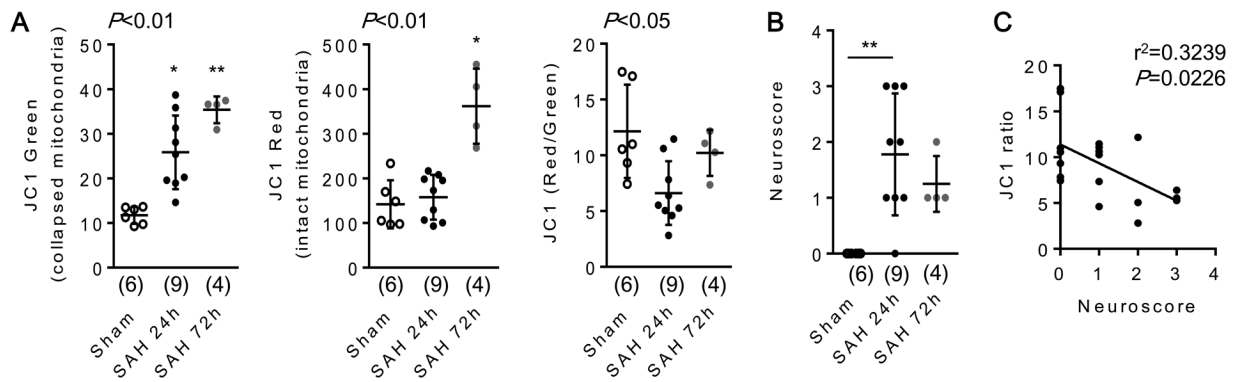 A
P<0.01
* **
JC1 Green
(collapsed mitochondria)
50
40
30
20
10
0
(6) (9) (4)
Sham
SAH 24h
SAH 72h
P<0.01
*
JC1 Red
(intact mitochondria)
500
400
300
200
100
0
(6) (9) (4)
Sham
SAH 24h
SAH 72h
P<0.05
JC1 (Red/Green)
20
15
10
5
0
(6) (9) (4)
Sham
SAH 24h
SAH 72h
B
**
Neuroscore
4
3
2
1
0
(6) (9) (4)
Sham
SAH 24h
SAH 72h
C
r²=0.3239
P=0.0226
JC1 ratio
20
15
10
5
0
0 1 2 3 4
Neuroscore